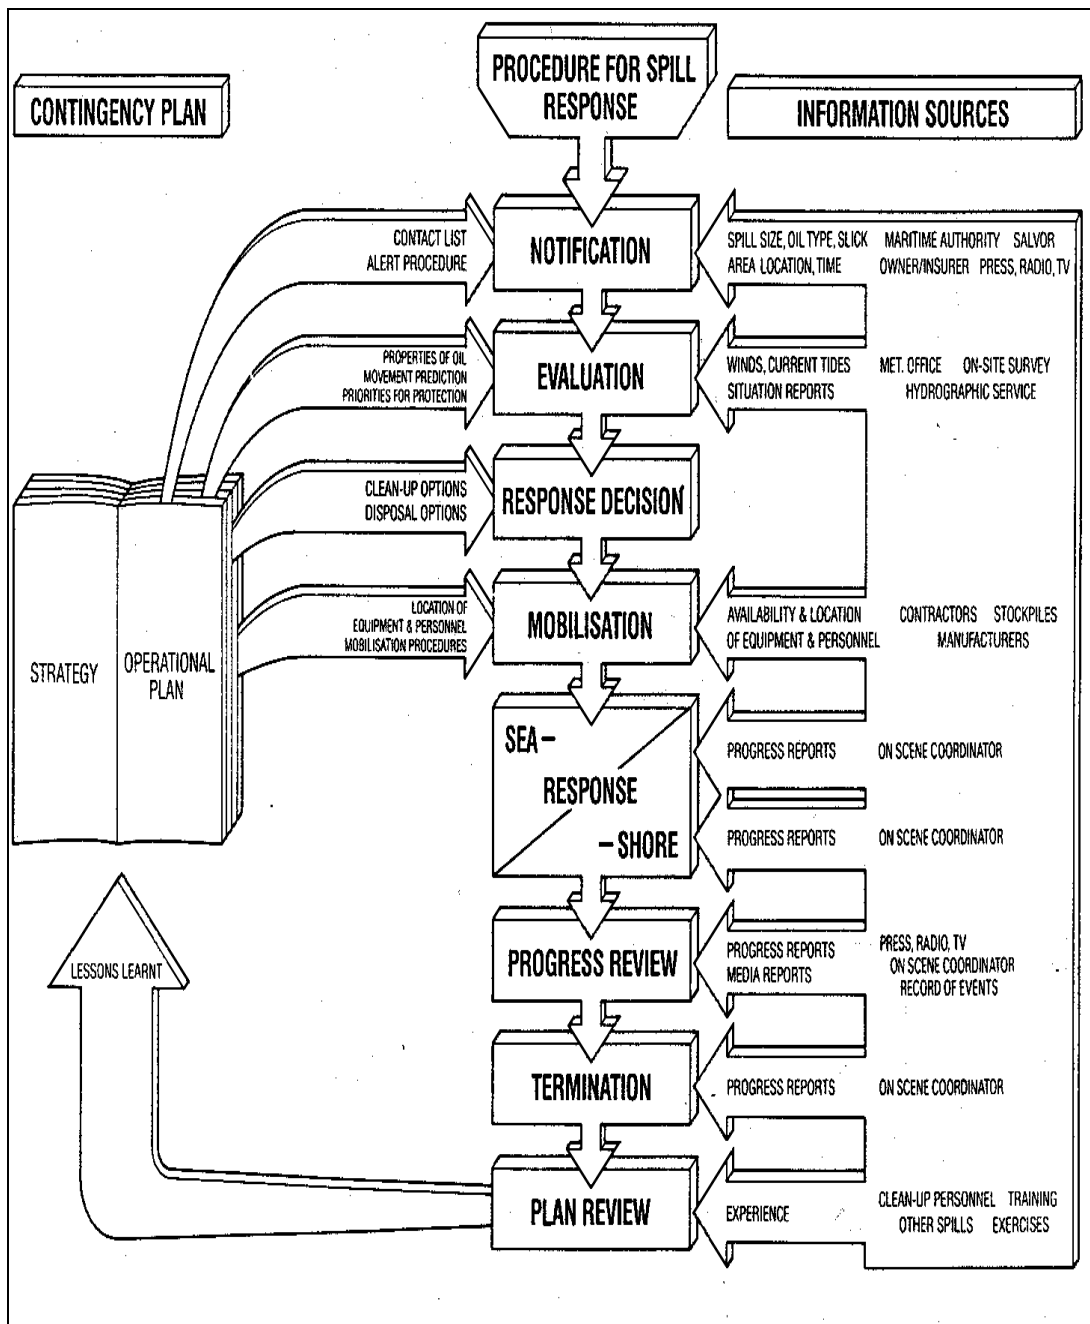 PROCEDURE FOR SPILL
RESPONSE
CONTINGENCY PLAN
INFORMATION SOURCES
CONTACT LIST
ALERT PROCEDURE
NOTIFICATION
SPILL SIZE, OIL TYPE, SLICK MARITIME AUTHORITY SALVOR
AREA LOCATION, TIME OWNER/INSURER PRESS, RADIO, TV
PROPERTIES OF OIL
MOVEMENT PREDICTION
PRIORITIES FOR PROTECTION
EVALUATION
WINDS, CURRENT TIDES MET. OFFICE ON-SITE SURVEY
SITUATION REPORTS HYDROGRAPHIC SERVICE
CLEAN-UP OPTIONS
DISPOSAL OPTIONS
RESPONSE DECISION
LOCATION OF
EQUIPMENT & PERSONNEL
MOBILISATION PROCEDURES
MOBILISATION
AVAILABILITY & LOCATION CONTRACTORS STOCKPILES
OF EQUIPMENT & PERSONNEL MANUFACTURERS
STRATEGY
OPERATIONAL
PLAN
SEA –
RESPONSE
– SHORE
PROGRESS REPORTS ON SCENE COORDINATOR
PROGRESS REPORTS ON SCENE COORDINATOR
PROGRESS REVIEW
PROGRESS REPORTS PRESS, RADIO, TV
MEDIA REPORTS ON SCENE COORDINATOR
RECORD OF EVENTS
LESSONS LEARNT
TERMINATION
PROGRESS REPORTS ON SCENE COORDINATOR
PLAN REVIEW
EXPERIENCE CLEAN-UP PERSONNEL TRAINING
OTHER SPILLS EXERCISES